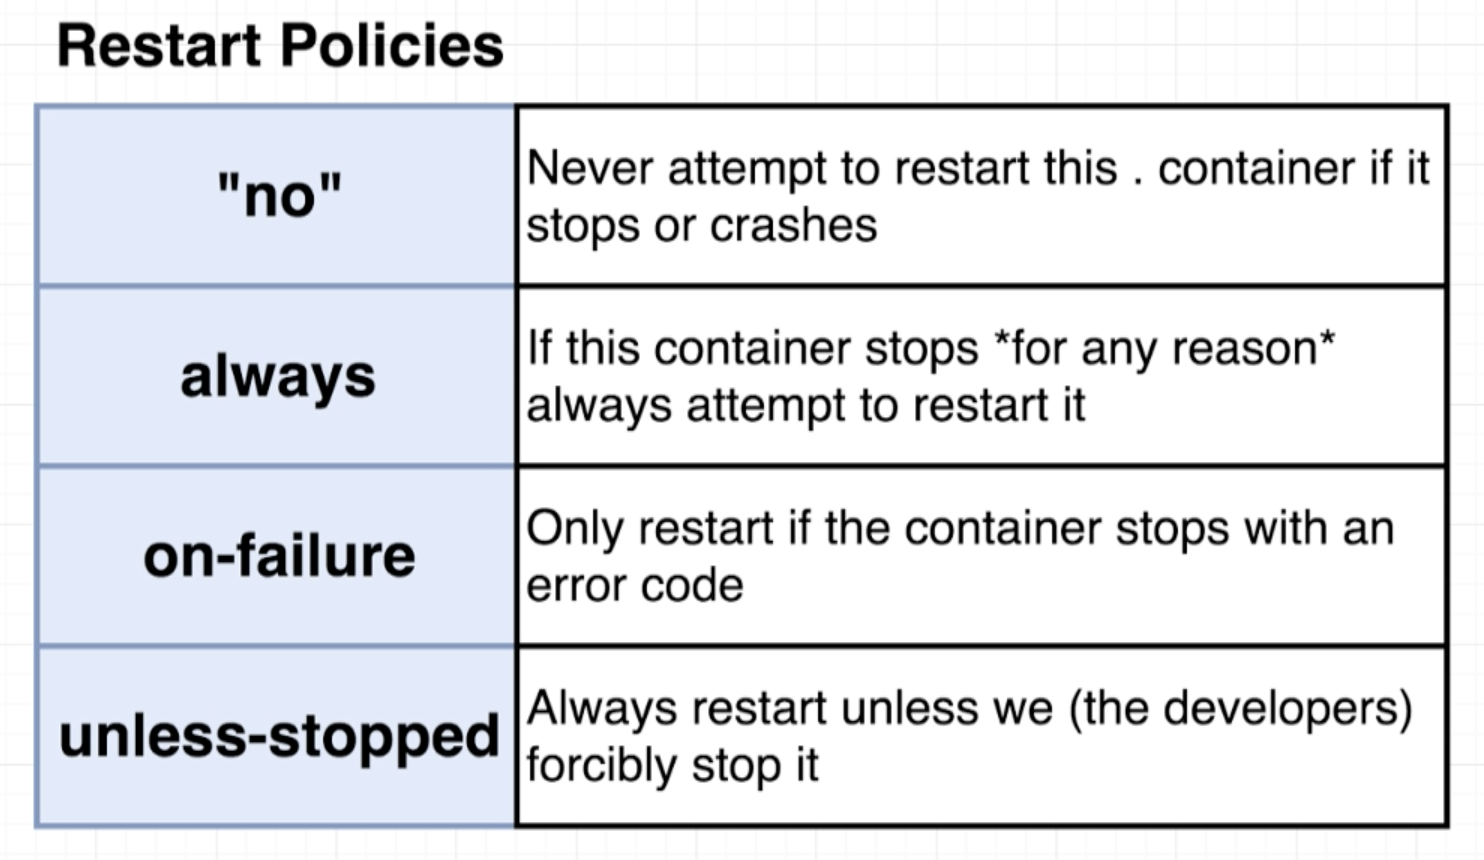 Restart Policies
"no"
Never attempt to restart this . container if it
stops or crashes
always
If this container stops *for any reason*
always attempt to restart it
on-failure
Only restart if the container stops with an
error code
unless-stopped
Always restart unless we (the developers)
forcibly stop it